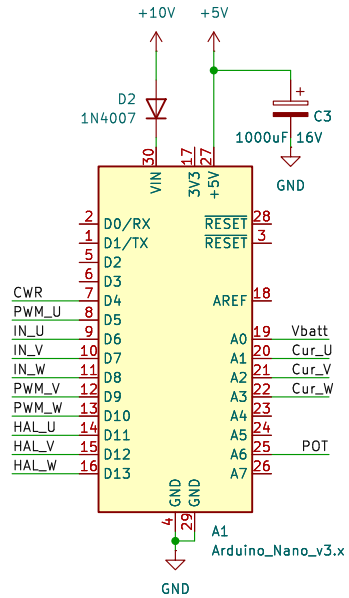 +10V +5V
D2
1N4007
C3
1000uF 16V
GND
30 17 27
VIN 3V3 +5V
2 D0/RX RESET 28
1 D1/TX RESET 3
5 D2
6 D3
CWR 7 D4 AREF 18
PWM_U 8 D5
IN_U 9 D6 A0 19 Vbatt
IN_V 10 D7 A1 20 Cur_U
IN_W 11 D8 A2 21 Cur_V
PWM_V 12 D9 A3 22 Cur_W
PWM_W 13 D10 A4 23
HAL_U 14 D11 A5 24
HAL_V 15 D12 A6 25 POT
HAL_W 16 D13 A7 26
GND GND
4 29
A1
Arduino_Nano_v3.x
GND